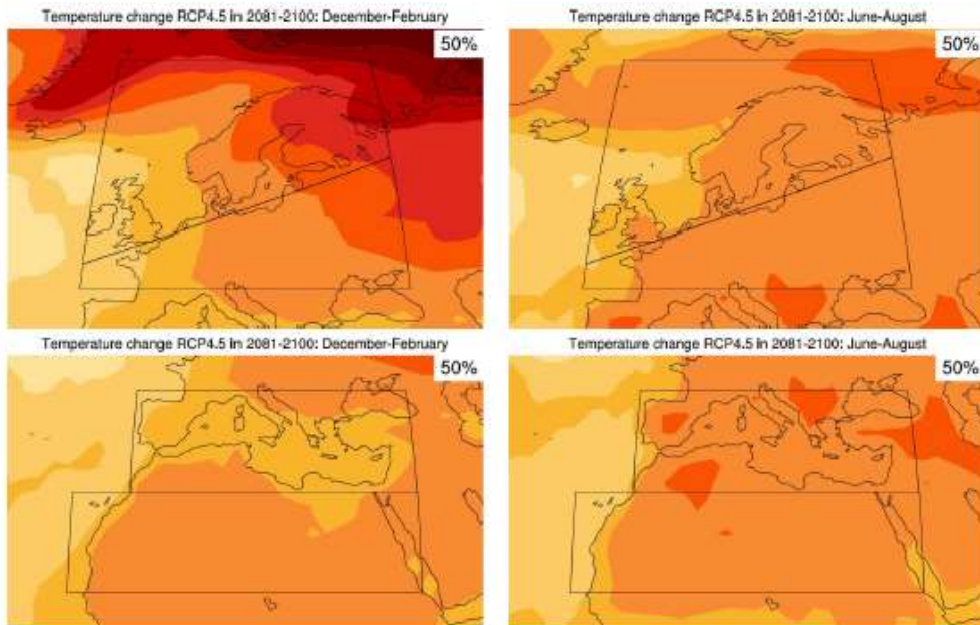 Temperature change RCP4.5 in 2081-2100: December-February
50%
Temperature change RCP4.5 in 2081-2100: June-August
50%
Temperature change RCP4.5 in 2081-2100: December-February
50%
Temperature change RCP4.5 in 2081-2100: June-August
50%